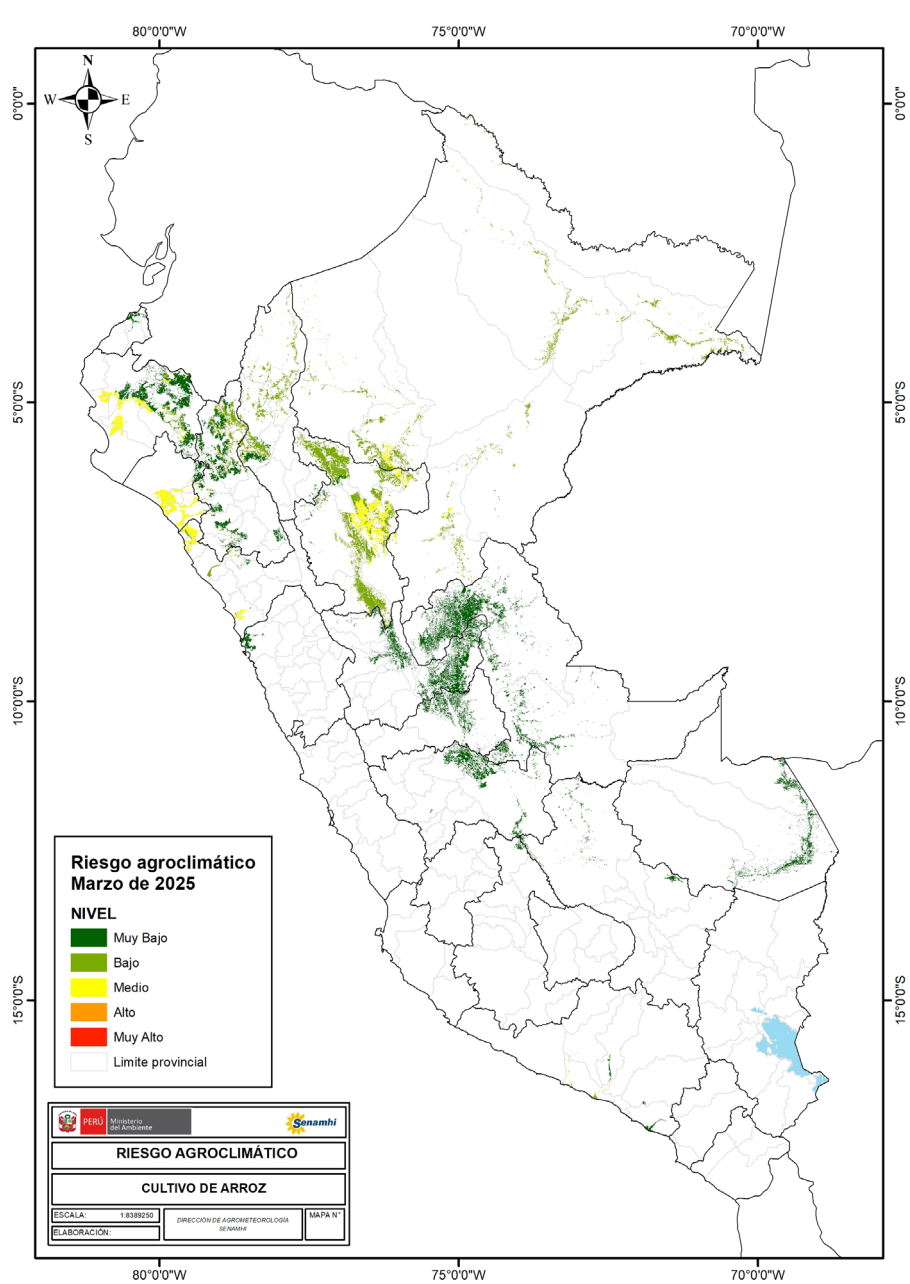 80°0'0"W 75°0'0"W 70°0'0"W
N
W E
S
0°0'0" 0°0'0"
5°0'0"S 5°0'0"S
10°0'0"S 10°0'0"S
15°0'0"S 15°0'0"S
Riesgo agroclimático
Marzo de 2025
NIVEL
Muy Bajo
Bajo
Medio
Alto
Muy Alto
Limite provincial
PERÚ
Ministerio
del Ambiente
Senamhi
RIESGO AGROCLIMÁTICO
CULTIVO DE ARROZ
ESCALA: 1:8389250
ELABORACIÓN:
DIRECCIÓN DE AGROMETEOROLOGÍA
SENAMHI
MAPA N°
80°0'0"W 75°0'0"W 70°0'0"W